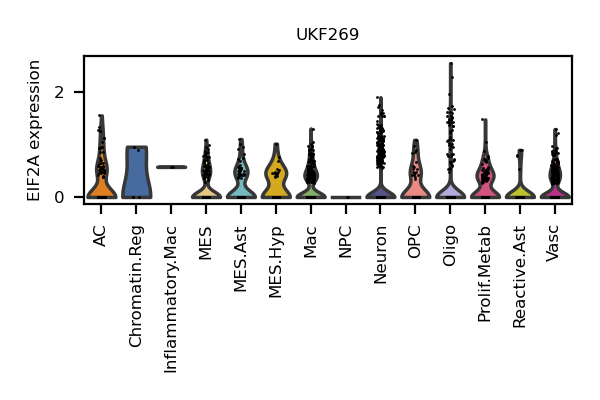 UKF269
EIF2A expression
2
0
AC
Chromatin.Reg
Inflammatory.Mac
MES
MES.Ast
MES.Hyp
Mac
NPC
Neuron
OPC
Oligo
Prolif.Metab
Reactive.Ast
Vasc